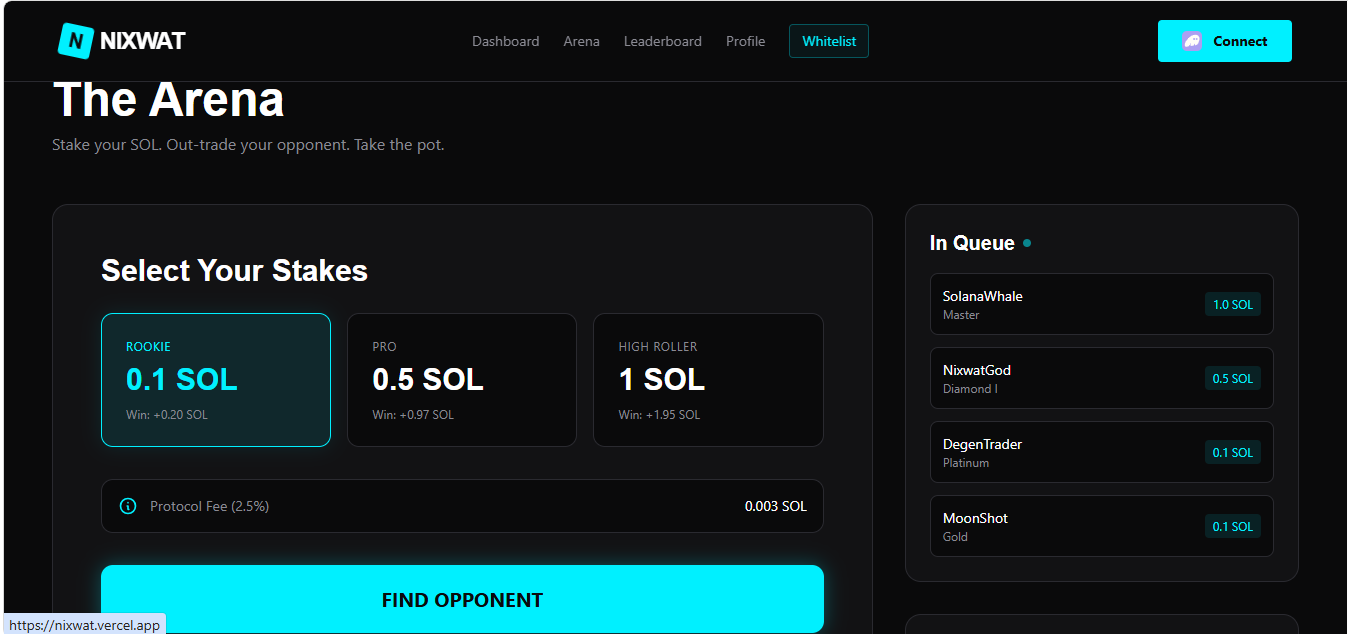 N NIXWAT
Dashboard Arena Leaderboard Profile Whitelist
Connect
The Arena
Stake your SOL. Out-trade your opponent. Take the pot.
Select Your Stakes
ROOKIE
0.1 SOL
Win: +0.20 SOL
PRO
0.5 SOL
Win: +0.97 SOL
HIGH ROLLER
1 SOL
Win: +1.95 SOL
Protocol Fee (2.5%) 0.003 SOL
FIND OPPONENT
In Queue
SolanaWhale
Master
1.0 SOL
NixwatGod
Diamond I
0.5 SOL
DegenTrader
Platinum
0.1 SOL
MoonShot
Gold
0.1 SOL
https://nixwat.vercel.app